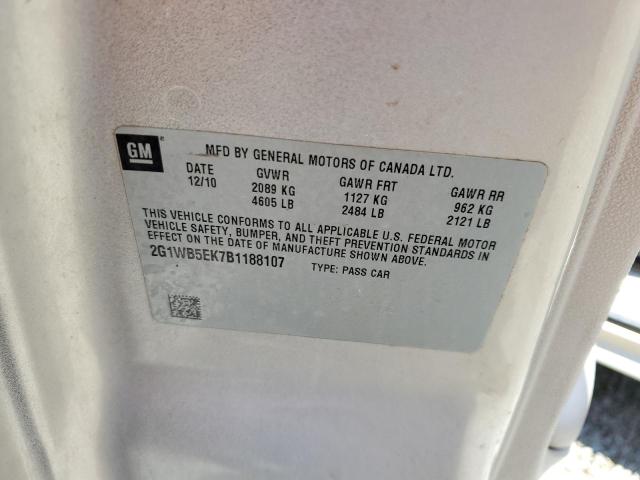 GM ®
MFD BY GENERAL MOTORS OF CANADA LTD.
DATE GVWR GAWR FRT GAWR RR
12/10 2089 KG 1127 KG 962 KG
4605 LB 2484 LB 2121 LB
THIS VEHICLE CONFORMS TO ALL APPLICABLE U.S. FEDERAL MOTOR
VEHICLE SAFETY, BUMPER, AND THEFT PREVENTION STANDARDS IN
EFFECT ON THE DATE OF MANUFACTURE SHOWN ABOVE.
2G1WB5EK7B1188107 TYPE: PASS CAR